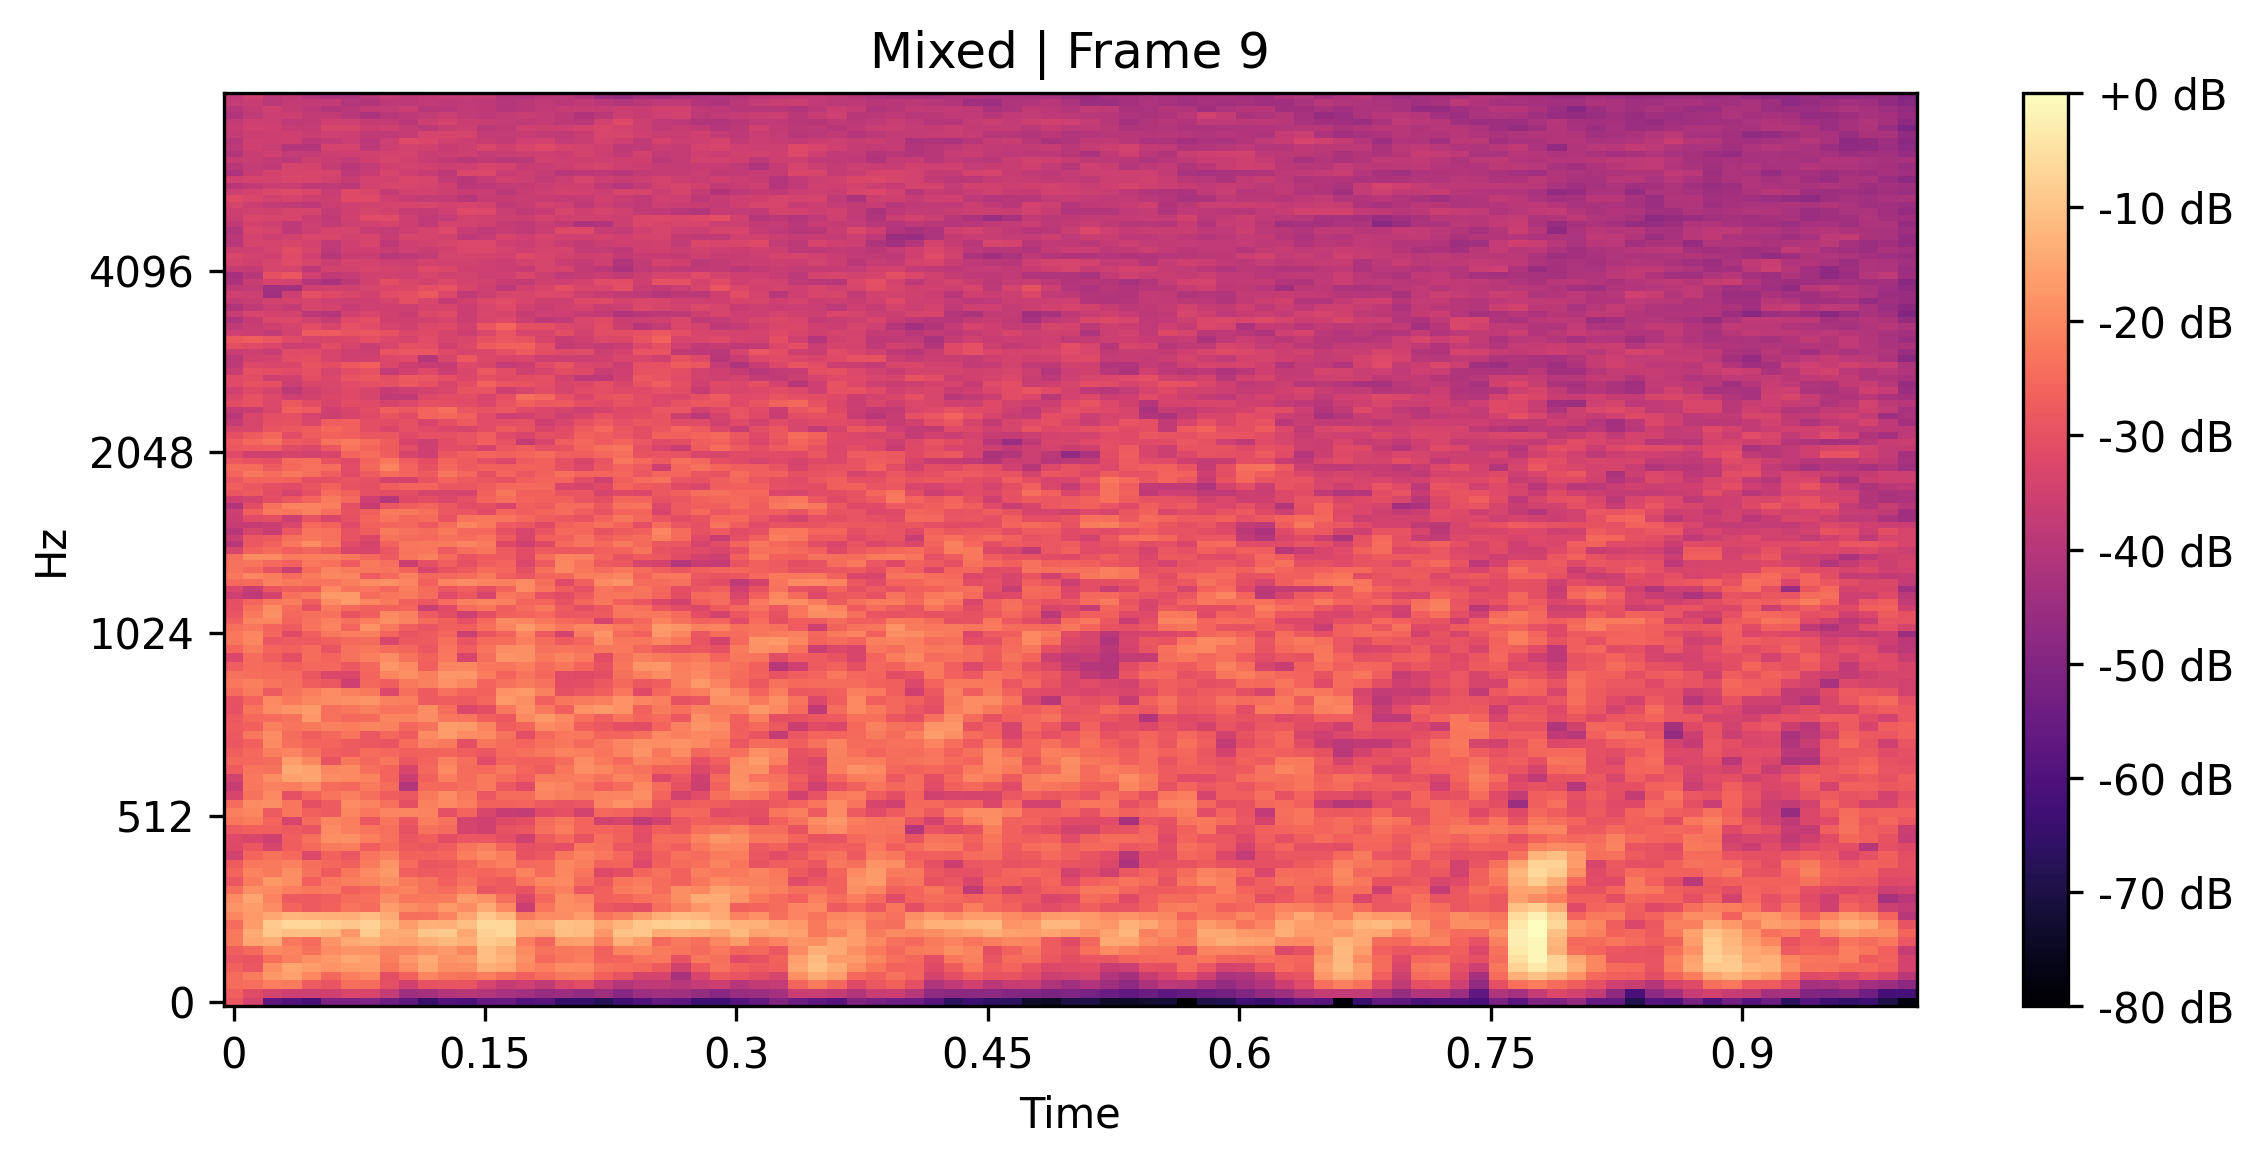 Mixed | Frame 9
+0 dB
-10 dB
-20 dB
-30 dB
-40 dB
-50 dB
-60 dB
-70 dB
-80 dB
4096
2048
1024
512
0
Hz
0 0.15 0.3 0.45 0.6 0.75 0.9
Time